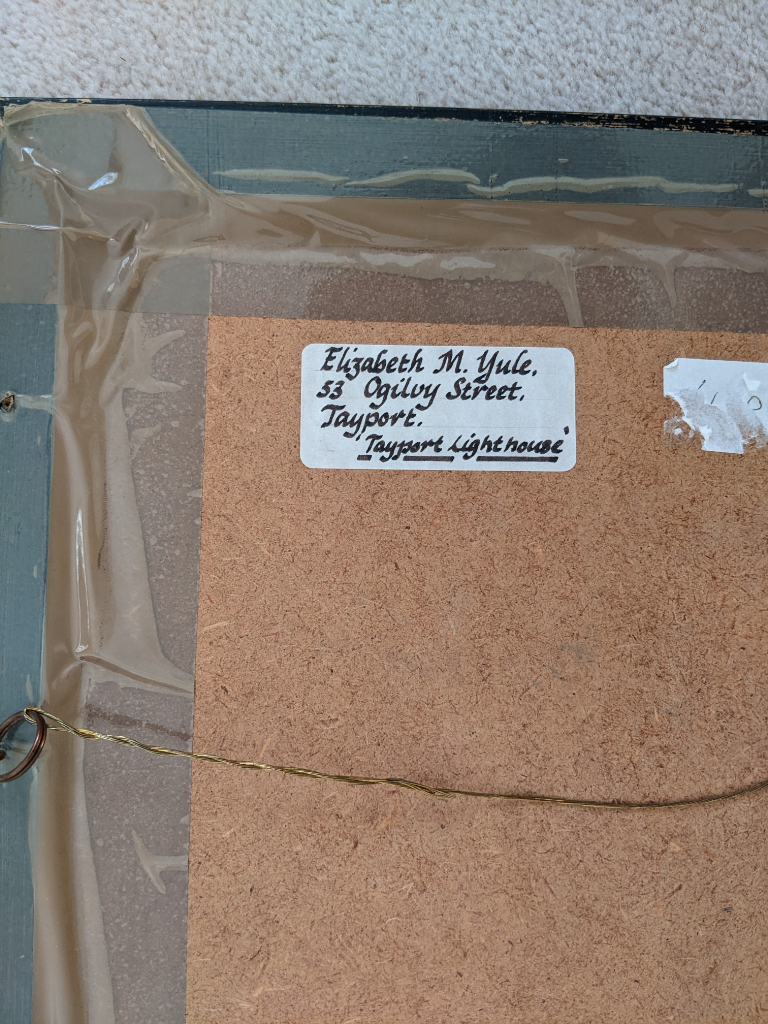 Elizabeth M. Yule.
53 Ogilvy Street.
Tayport.
'Tayport Lighthouse'